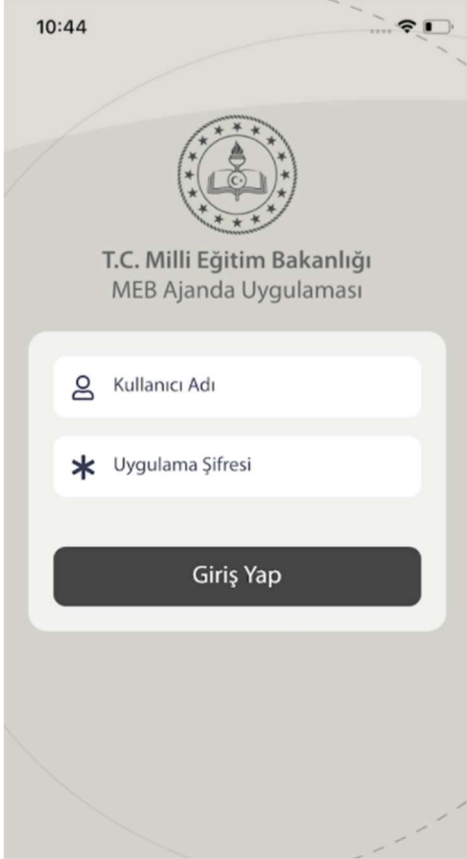 10:44
T.C. Milli Eğitim Bakanlığı
MEB Ajanda Uygulaması
Kullanıcı Adı
Uygulama Şifresi
Giriş Yap